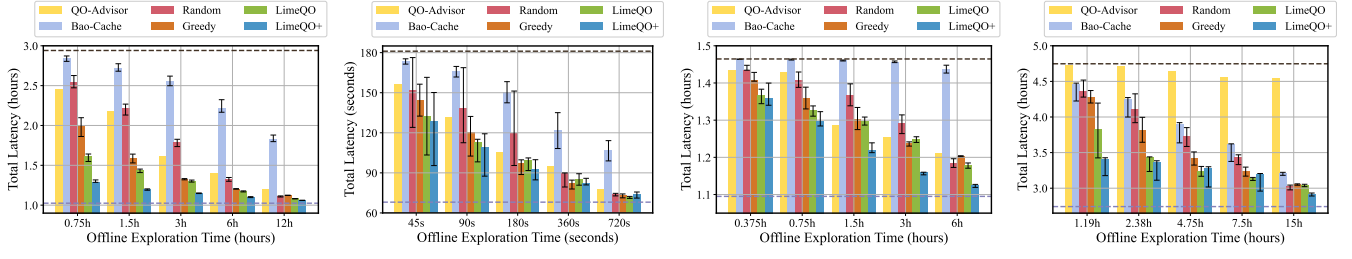 QO-Advisor Random LimeQO
Bao-Cache Greedy LimeQO+
Total Latency (hours)
3.0
2.5
2.0
1.5
1.0
0.75h 1.5h 3h 6h 12h
Offline Exploration Time (hours)
QO-Advisor Random LimeQO
Bao-Cache Greedy LimeQO+
Total Latency (seconds)
180
150
120
90
60
45s 90s 180s 360s 720s
Offline Exploration Time (seconds)
QO-Advisor Random LimeQO
Bao-Cache Greedy LimeQO+
Total Latency (hours)
1.5
1.4
1.3
1.2
1.1
0.375h 0.75h 1.5h 3h 6h
Offline Exploration Time (hours)
QO-Advisor Random LimeQO
Bao-Cache Greedy LimeQO+
Total Latency (hours)
5.0
4.5
4.0
3.5
3.0
1.19h 2.38h 4.75h 7.5h 15h
Offline Exploration Time (hours)